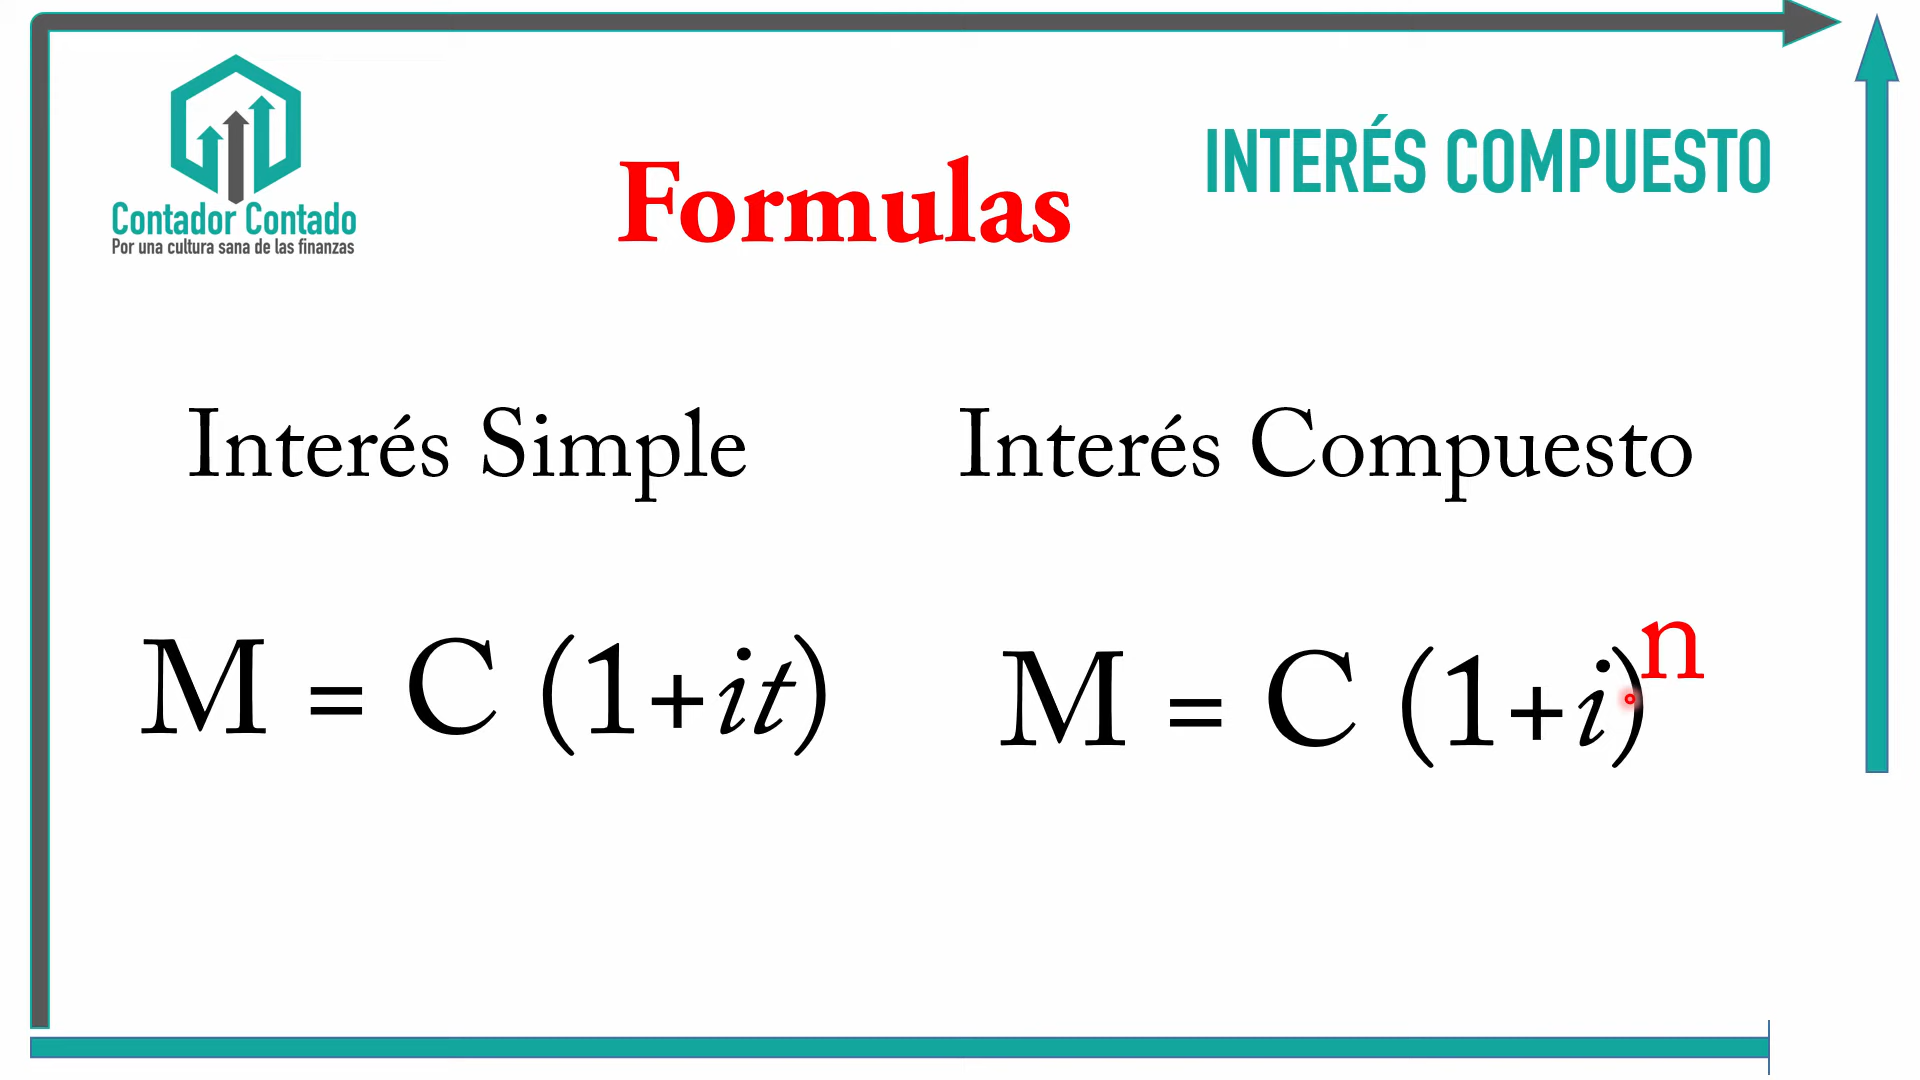 Contador Contado
Por una cultura sana de las finanzas
Formulas
INTERÉS COMPUESTO
Interés Simple
Interés Compuesto
M = C (1+it)
M = C (1+i)ⁿ